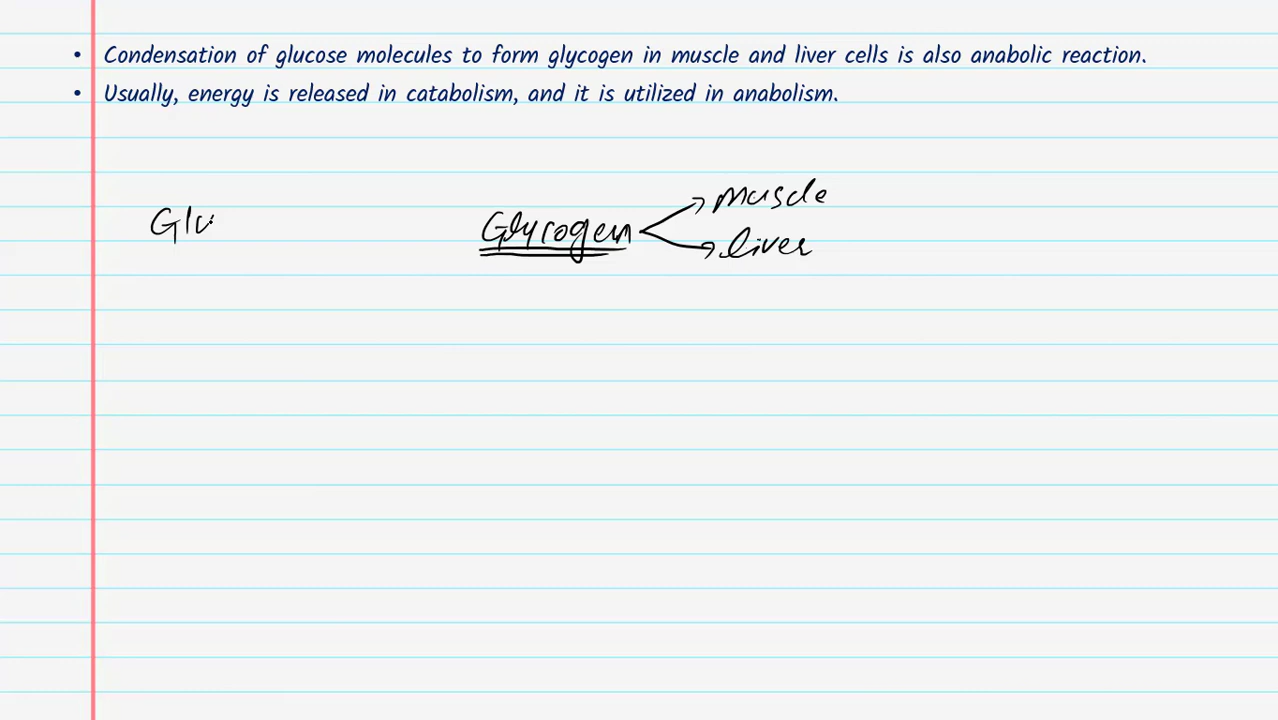 • Condensation of glucose molecules to form glycogen in muscle and liver cells is also anabolic reaction.
• Usually, energy is released in catabolism, and it is utilized in anabolism.
muscle
Glu
Glycogen
liver